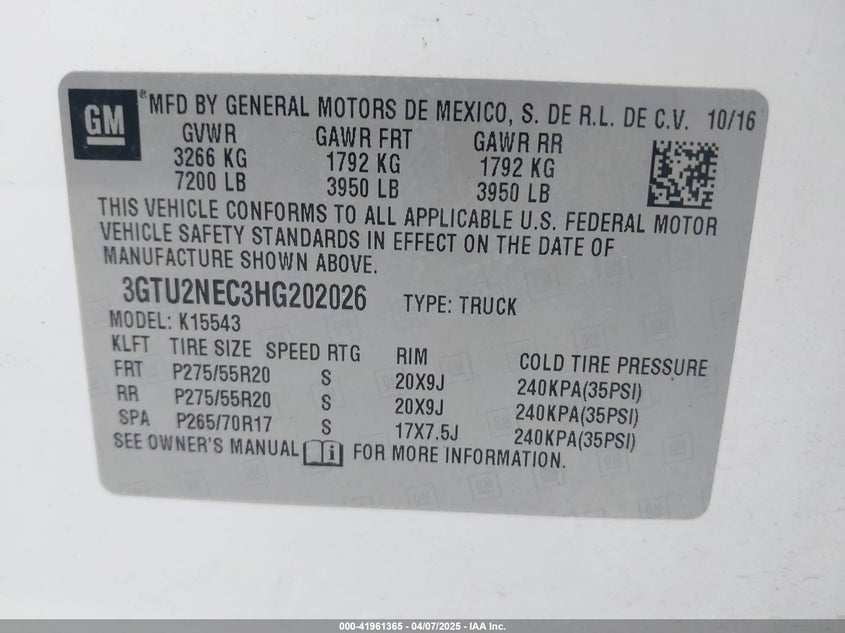 GM
® MFD BY GENERAL MOTORS DE MEXICO, S. DE R.L. DE C.V. 10/16
GVWR GAWR FRT GAWR RR
3266 KG 1792 KG 1792 KG
7200 LB 3950 LB 3950 LB
THIS VEHICLE CONFORMS TO ALL APPLICABLE U.S. FEDERAL MOTOR
VEHICLE SAFETY STANDARDS IN EFFECT ON THE DATE OF
MANUFACTURE SHOWN ABOVE.
3GTU2NEC3HG202026 TYPE: TRUCK
MODEL: K15543
KLFT TIRE SIZE SPEED RTG RIM COLD TIRE PRESSURE
FRT P275/55R20 S 20X9J 240KPA(35PSI)
RR P275/55R20 S 20X9J 240KPA(35PSI)
SPA P265/70R17 S 17X7.5J 240KPA(35PSI)
SEE OWNER'S MANUAL i FOR MORE INFORMATION.
000-41961365 - 04/07/2025 - IAA Inc.